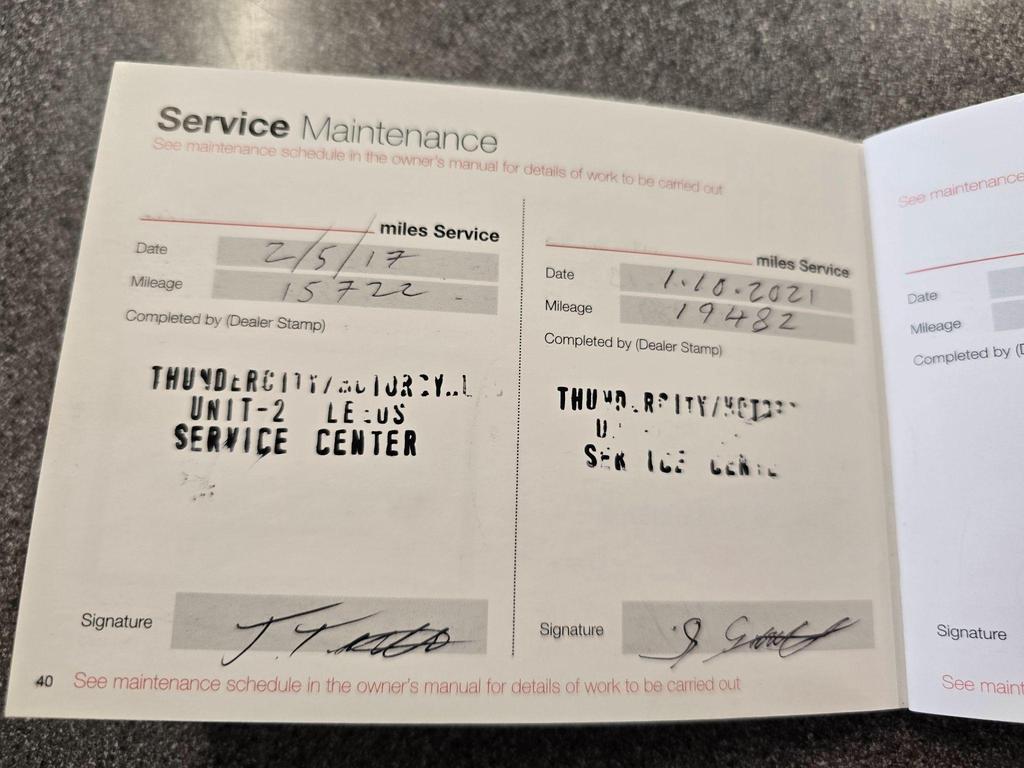 Service Maintenance
See maintenance schedule in the owner's manual for details of work to be carried out
miles Service
Date 2/5/17
Mileage 15722
Completed by (Dealer Stamp)
UNIT-2
SERVICE CENTER
Signature
miles Service
Date 1.10.2021
Mileage 19482
Completed by (Dealer Stamp)
Signature
40 See maintenance schedule in the owner's manual for details of work to be carried out
See maintenance
Date
Mileage
Completed by (D
Signature
See maint